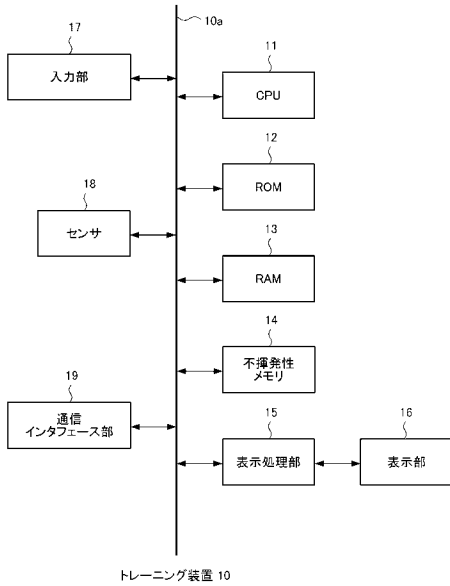 10a
17
入力部
11
CPU
12
ROM
18
センサ
13
RAM
14
不揮発性
メモリ
19
通信
インタフェース部
15
表示処理部
16
表示部
トレーニング装置 10